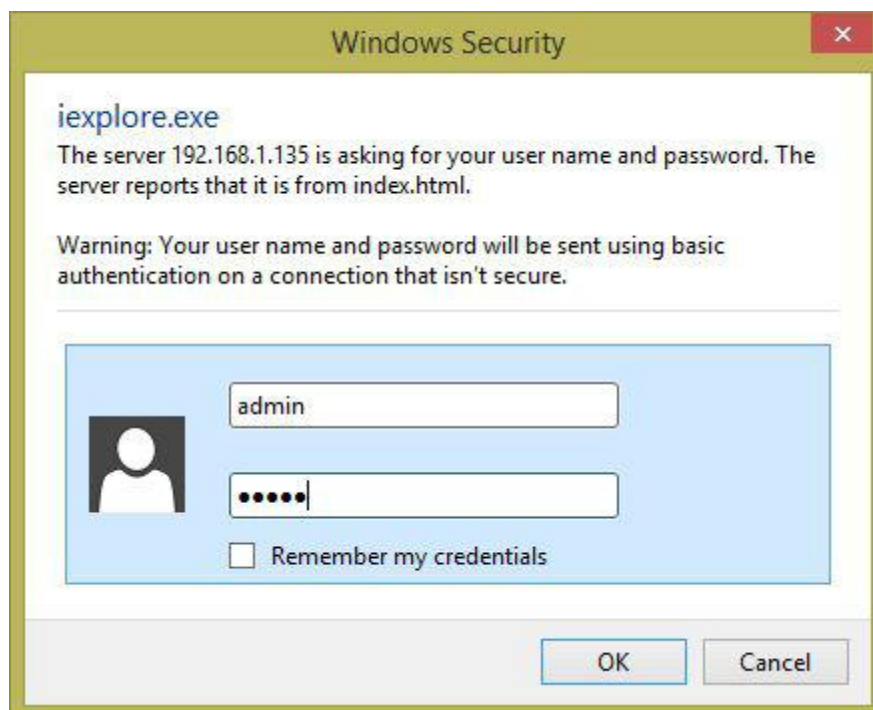 Windows Security
iexplore.exe
The server 192.168.1.135 is asking for your user name and password. The
server reports that it is from index.html.
Warning: Your user name and password will be sent using basic
authentication on a connection that isn't secure.
admin
●●●●●
Remember my credentials
OK
Cancel